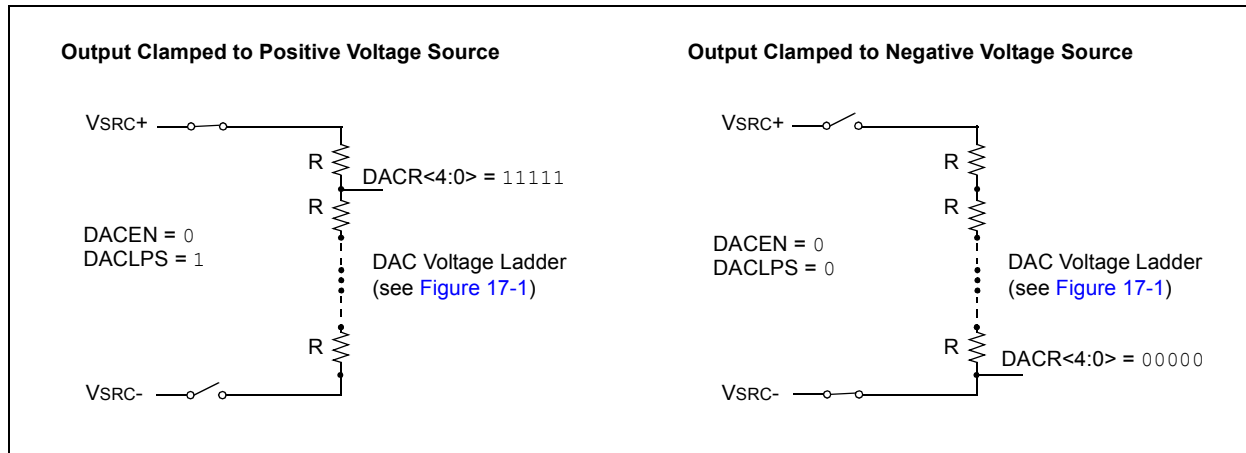 Output Clamped to Positive Voltage Source
VSRC+
R
DACR<4:0> = 11111
R
DACEN = 0
DACLPS = 1
DAC Voltage Ladder
(see Figure 17-1)
R
VSRC-
Output Clamped to Negative Voltage Source
VSRC+
R
R
DACEN = 0
DACLPS = 0
DAC Voltage Ladder
(see Figure 17-1)
R
DACR<4:0> = 00000
VSRC-